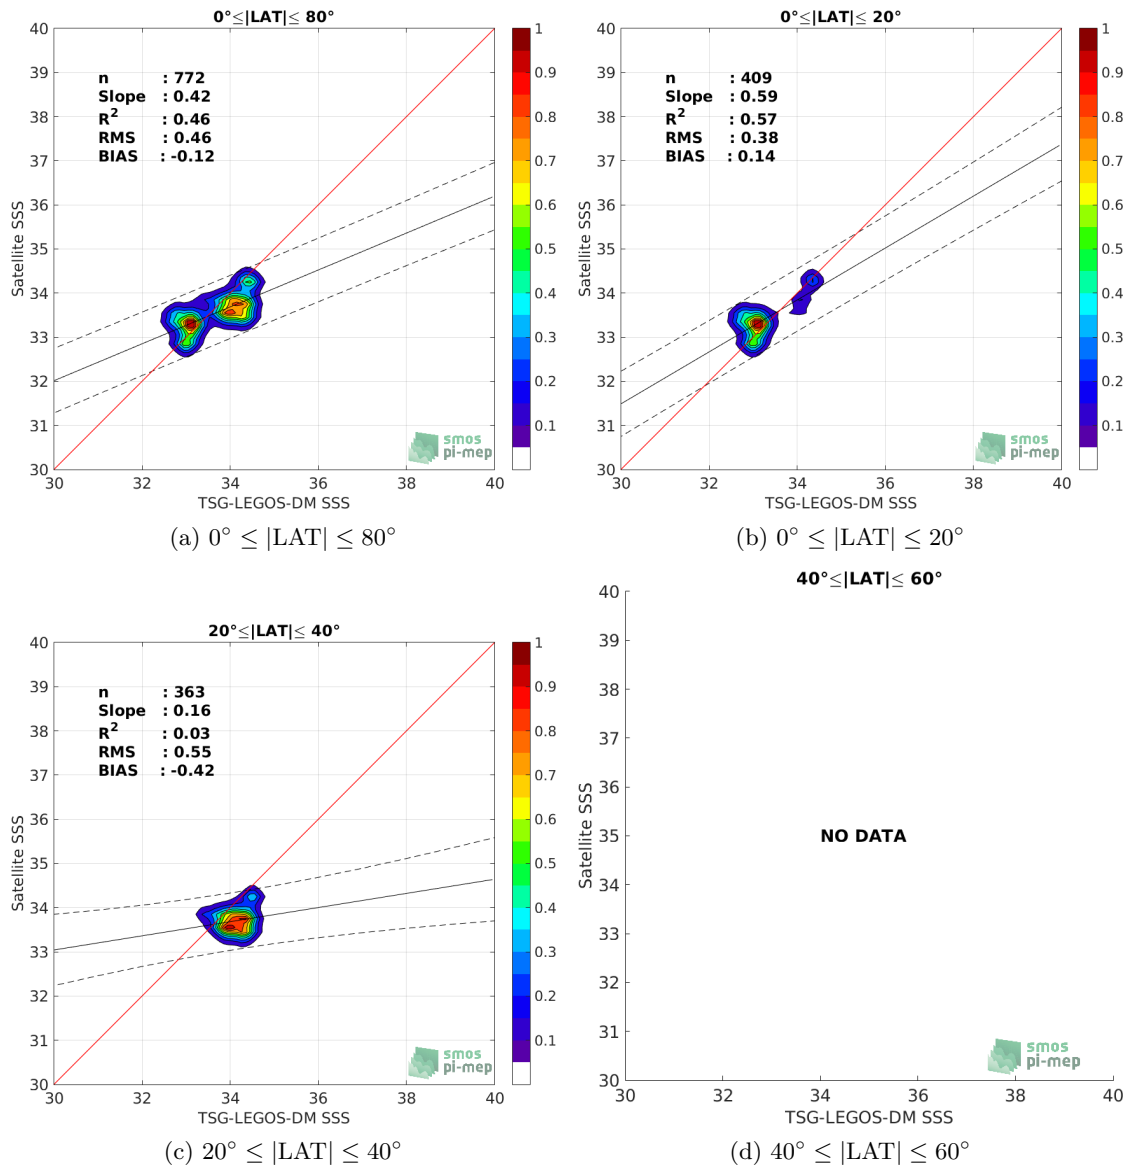 0°≤|LAT|≤ 80°
40
39
38
37
36
35
34
33
32
31
30
Satellite SSS
n : 772
Slope : 0.42
R² : 0.46
RMS : 0.46
BIAS : -0.12
smos
pi-mep
30 32 34 36 38 40
TSG-LEGOS-DM SSS
1
0.9
0.8
0.7
0.6
0.5
0.4
0.3
0.2
0.1
(a) 0° ≤ |LAT| ≤ 80°
0°≤|LAT|≤ 20°
40
39
38
37
36
35
34
33
32
31
30
Satellite SSS
n : 409
Slope : 0.59
R² : 0.57
RMS : 0.38
BIAS : 0.14
smos
pi-mep
30 32 34 36 38 40
TSG-LEGOS-DM SSS
1
0.9
0.8
0.7
0.6
0.5
0.4
0.3
0.2
0.1
(b) 0° ≤ |LAT| ≤ 20°
20°≤|LAT|≤ 40°
40
39
38
37
36
35
34
33
32
31
30
Satellite SSS
n : 363
Slope : 0.16
R² : 0.03
RMS : 0.55
BIAS : -0.42
smos
pi-mep
30 32 34 36 38 40
TSG-LEGOS-DM SSS
1
0.9
0.8
0.7
0.6
0.5
0.4
0.3
0.2
0.1
(c) 20° ≤ |LAT| ≤ 40°
40°≤|LAT|≤ 60°
40
39
38
37
36
35
34
33
32
31
30
Satellite SSS
NO DATA
smos
pi-mep
30 32 34 36 38 40
TSG-LEGOS-DM SSS
(d) 40° ≤ |LAT| ≤ 60°